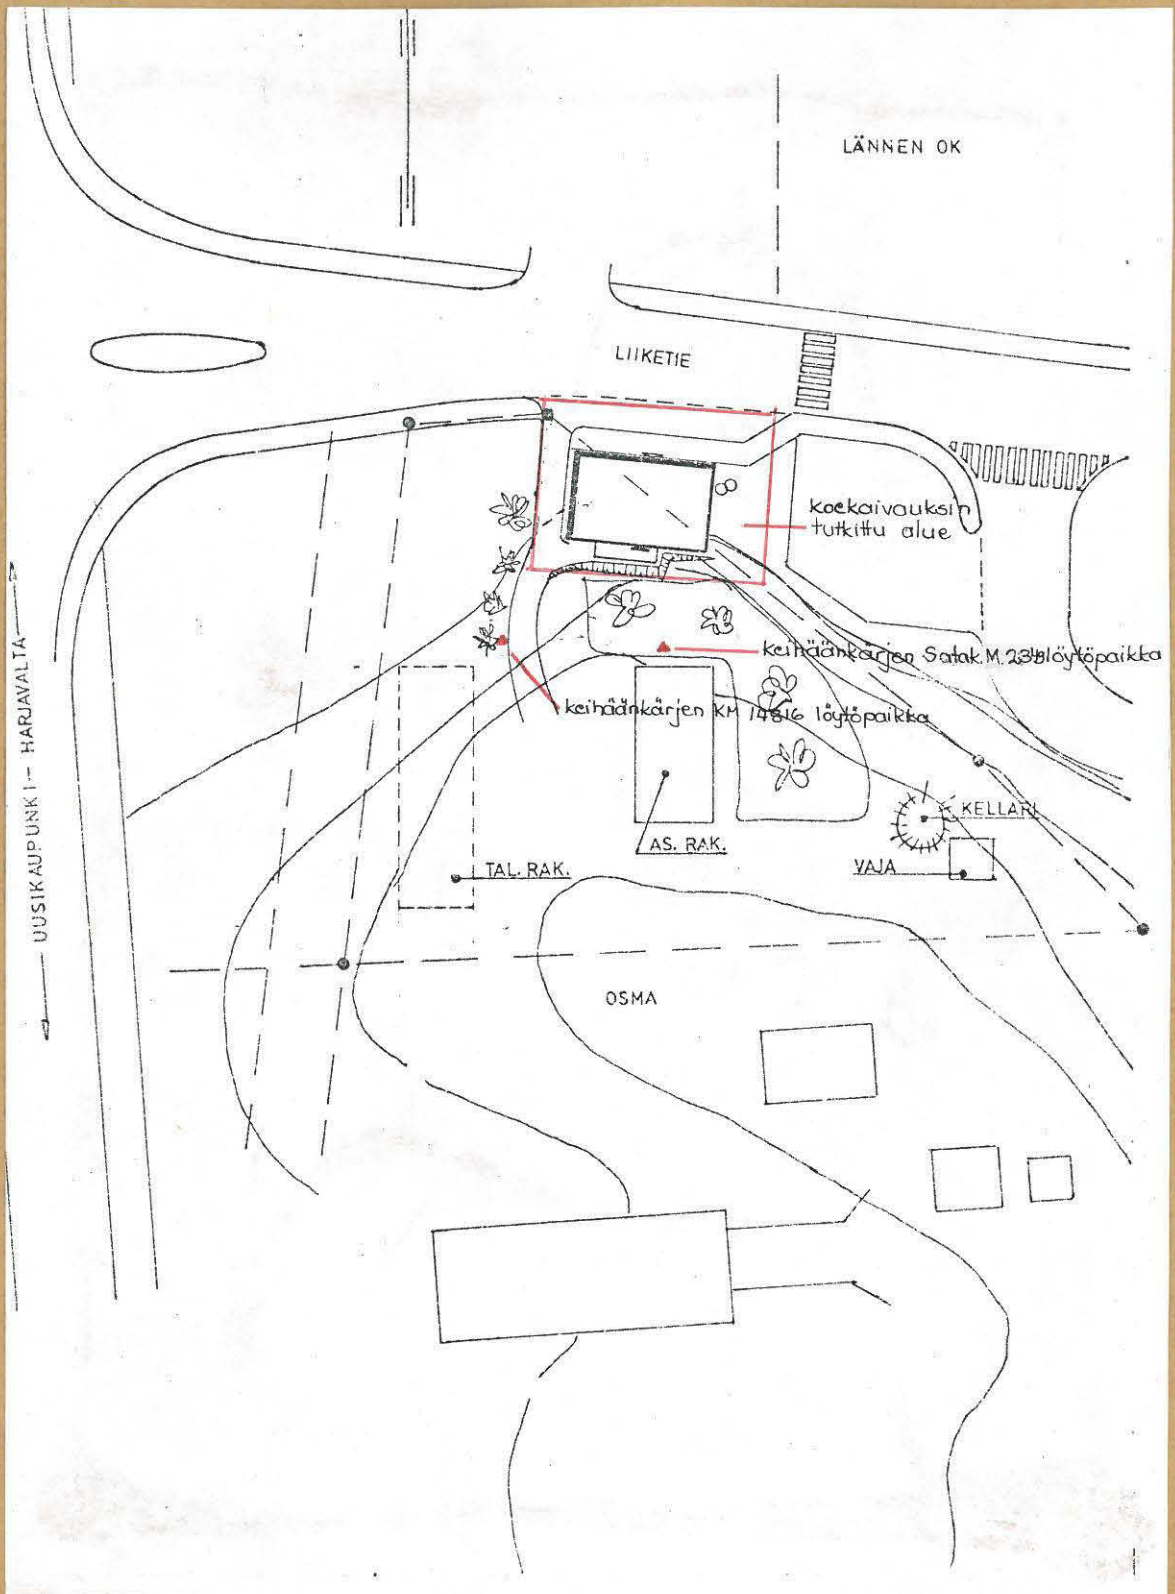 LÄNNEN OK
LIIKETIE
koekaivauksin
tutkittu alue
keihäänkärjen Satak. M. löytöpaikka
keihäänkärjen KM 14816 löytöpaikka
UUSIKAUPUNKI - HARJAVALTA
KELLARI
AS. RAK.
TAL. RAK.
VAJA
OSMA